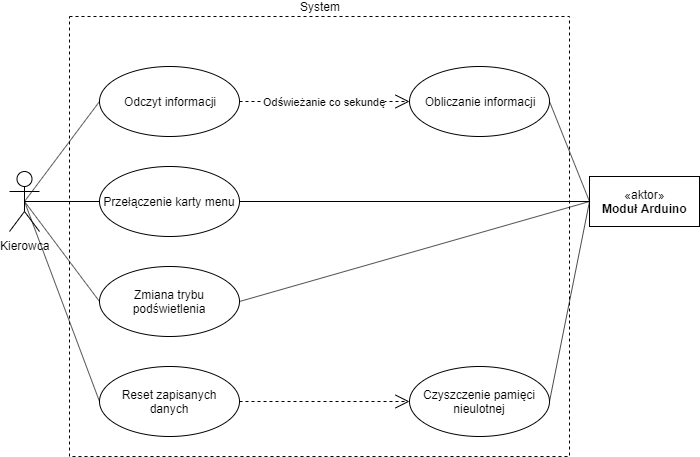 System
Odczyt informacji
Odświeżanie co sekundę
Obliczanie informacji
Przełączenie karty menu
«aktor»
Moduł Arduino
Kierowca
Zmiana trybu
podświetlenia
Reset zapisanych
danych
Czyszczenie pamięci
nieulotnej